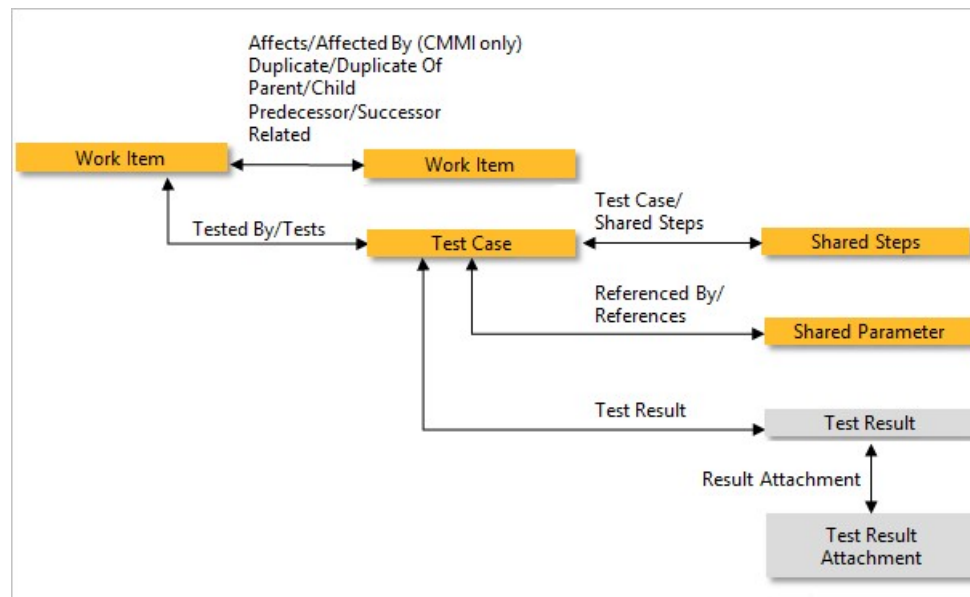 Affects/Affected By (CMMI only)
Duplicate/Duplicate Of
Parent/Child
Predecessor/Successor
Related
Work Item
Work Item
Tested By/Tests
Test Case
Test Case/
Shared Steps
Shared Steps
Referenced By/
References
Shared Parameter
Test Result
Test Result
Result Attachment
Test Result
Attachment